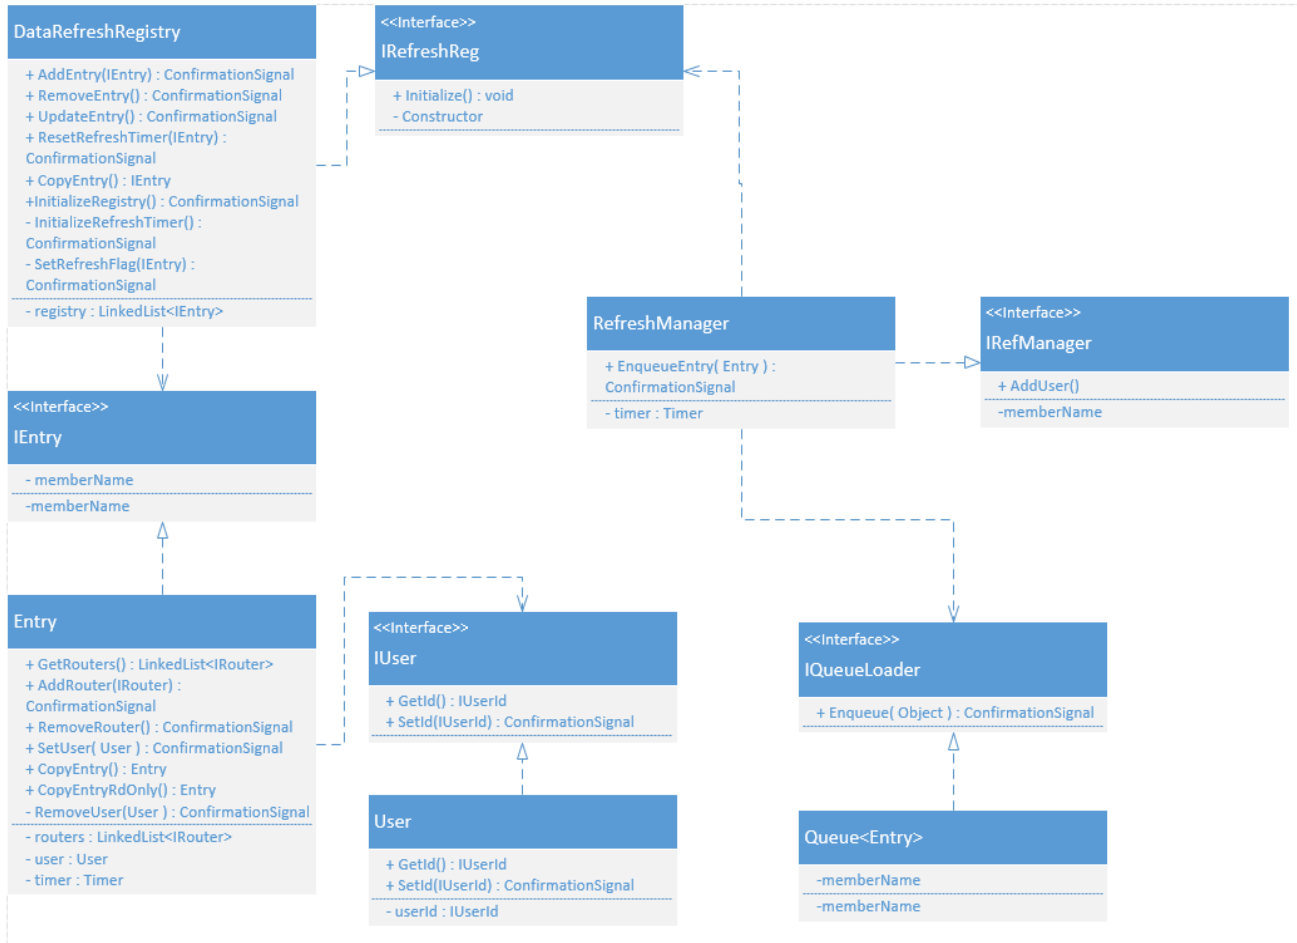 DataRefreshRegistry
+ AddEntry(IEntry) : ConfirmationSignal
+ RemoveEntry() : ConfirmationSignal
+ UpdateEntry() : ConfirmationSignal
+ ResetRefreshTimer(IEntry) :
ConfirmationSignal
+ CopyEntry() : IEntry
+InitializeRegistry() : ConfirmationSignal
- InitializeRefreshTimer() :
ConfirmationSignal
- SetRefreshFlag(IEntry) :
ConfirmationSignal
- registry : LinkedList<IEntry>
<<Interface>>
IRefreshReg
+ Initialize() : void
- Constructor
RefreshManager
+ EnqueueEntry( Entry ) :
ConfirmationSignal
- timer : Timer
<<Interface>>
IRefManager
+ AddUser()
-memberName
<<Interface>>
IEntry
- memberName
-memberName
Entry
+ GetRouters() : LinkedList<IRouter>
+ AddRouter(IRouter) :
ConfirmationSignal
+ RemoveRouter() : ConfirmationSignal
+ SetUser( User ) : ConfirmationSignal
+ CopyEntry() : Entry
+ CopyEntryRdOnly() : Entry
- RemoveUser(User ) : ConfirmationSignal
- routers : LinkedList<IRouter>
- user : User
- timer : Timer
<<Interface>>
IUser
+ GetId() : IUserId
+ SetId(IUserId) : ConfirmationSignal
User
+ GetId() : IUserId
+ SetId(IUserId) : ConfirmationSignal
- userId : IUserId
<<Interface>>
IQueueLoader
+ Enqueue( Object ) : ConfirmationSignal
Queue<Entry>
-memberName
-memberName